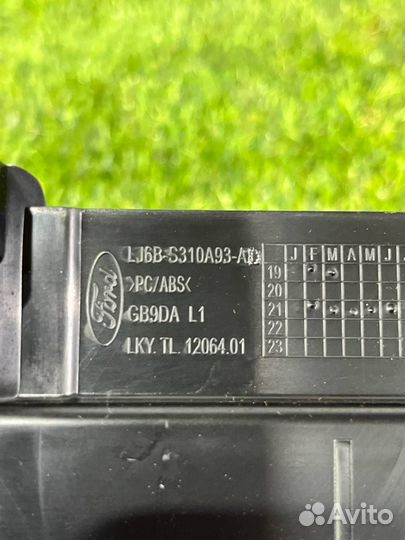 LJ6B-S310A93-A
>PC/ABS<
GB9DA L1
LKY. TL. 12064.01
Ford
J F M A M J
19
20
21
22
23
Avito